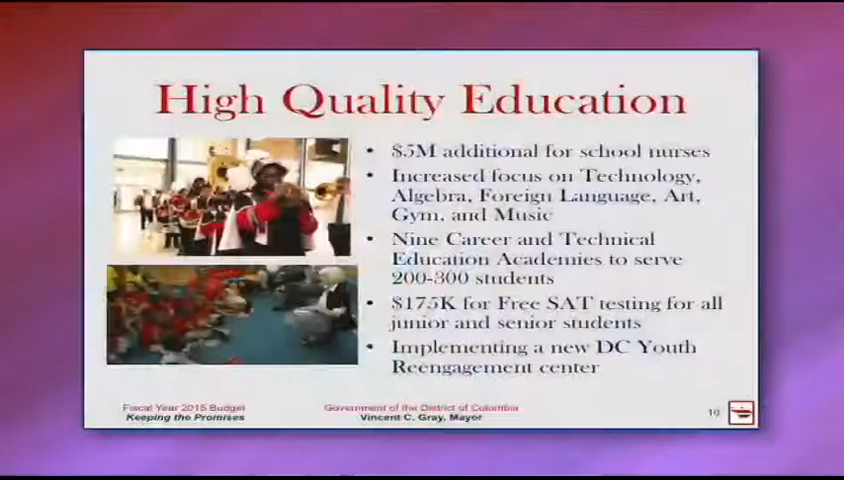 High Quality Education
• $.5M additional for school nurses
• Increased focus on Technology,
Algebra, Foreign Language, Art,
Gym, and Music
• Nine Career and Technical
Education Academies to serve
200-300 students
• $175K for Free SAT testing for all
junior and senior students
• Implementing a new DC Youth
Reengagement center
Fiscal Year 2015 Budget
Keeping the Promises
Government of the District of Columbia
Vincent C. Gray, Mayor
10